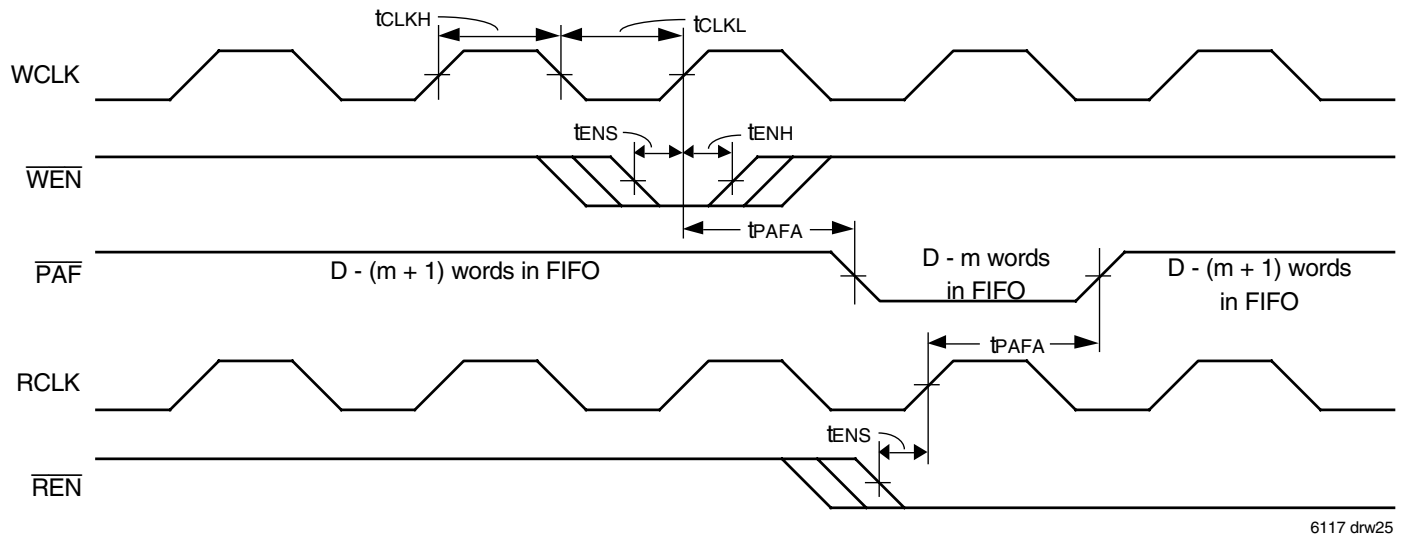 tCLKH
tCLKL
WCLK
tENS
tENH
WEN
tPAFA
PAF
D - (m + 1) words in FIFO
D - m words
in FIFO
D - (m + 1) words
in FIFO
tPAFA
RCLK
tENS
REN
6117 drw25